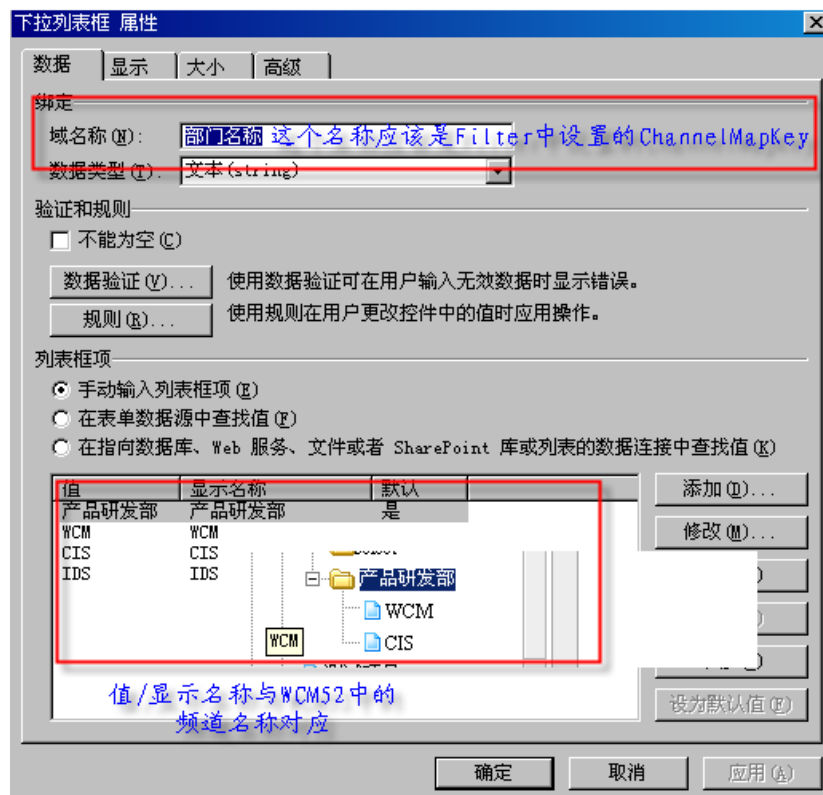 下拉列表框 属性
数据 显示 大小 高级
绑定
域名称(N): 部门名称 这个名称应该是Filter中设置的ChannelMapKey
数据类型(T): 文本(string)
验证和规则
不能为空(C)
数据验证(V)... 使用数据验证可在用户输入无效数据时显示错误。
规则(R)... 使用规则在用户更改控件中的值时应用操作。
列表框项
手动输入列表框项(E)
在表单数据源中查找值(F)
在指向数据库、Web 服务、文件或者 SharePoint 库或列表的数据连接中查找值(K)
值 显示名称 默认 添加(D)...
产品研发部 产品研发部 是
WCM WCM 修改(M)...
CIS CIS
IDS IDS 产品研发部
WCM
WCM CIS
值/显示名称与WCM52中的
频道名称对应
设为默认值(F)
确定 取消 应用(A)